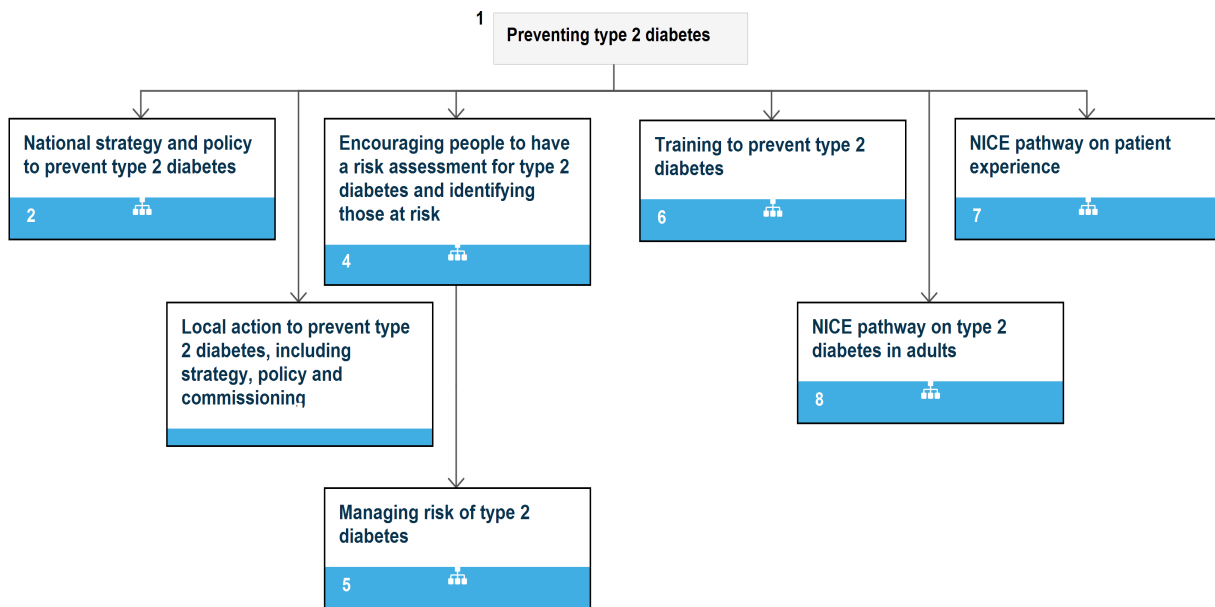 1
Preventing type 2 diabetes
National strategy and policy
to prevent type 2 diabetes
2
Encouraging people to have
a risk assessment for type 2
diabetes and identifying
those at risk
4
Training to prevent type 2
diabetes
6
NICE pathway on patient
experience
7
Local action to prevent type
2 diabetes, including
strategy, policy and
commissioning
NICE pathway on type 2
diabetes in adults
8
Managing risk of type 2
diabetes
5